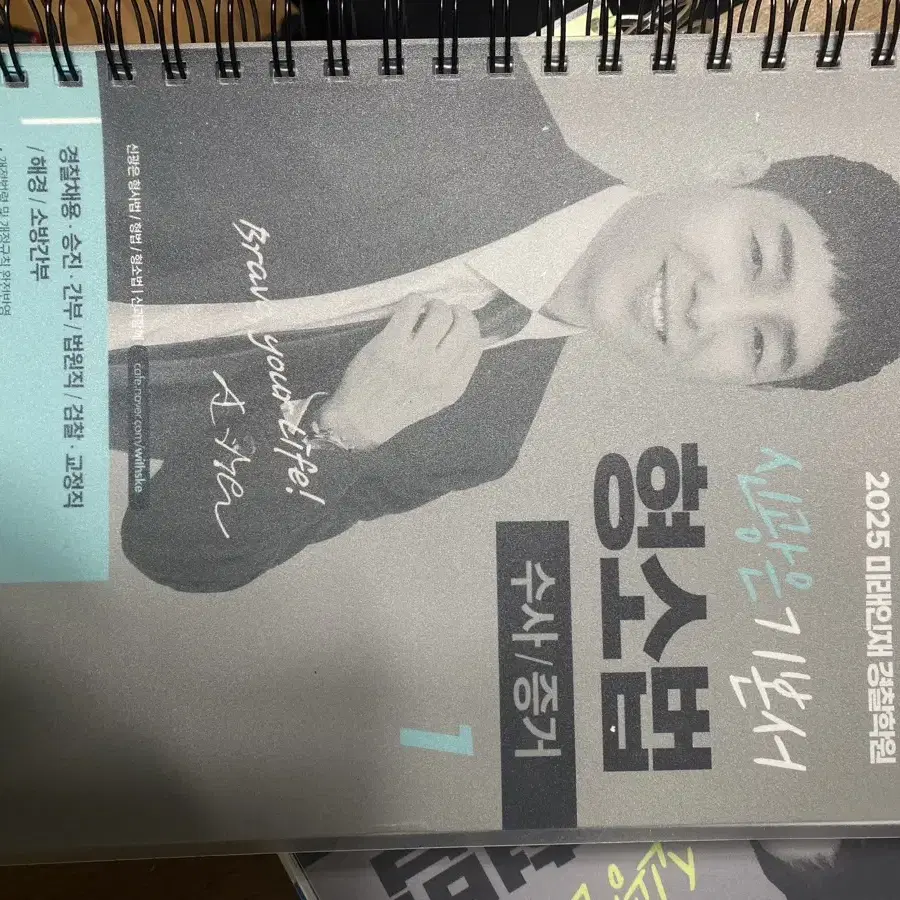 2025 미래인재 경찰학원
신광은 기본서
형소법
수사/증거
1
Bravo your Life!
신광은 형사법 / 형법 / 형소법 |
cafe.naver.com/withske
경찰채용 · 승진 · 간부 / 법원직 / 검찰 · 교정직
/ 해경 / 소방간부